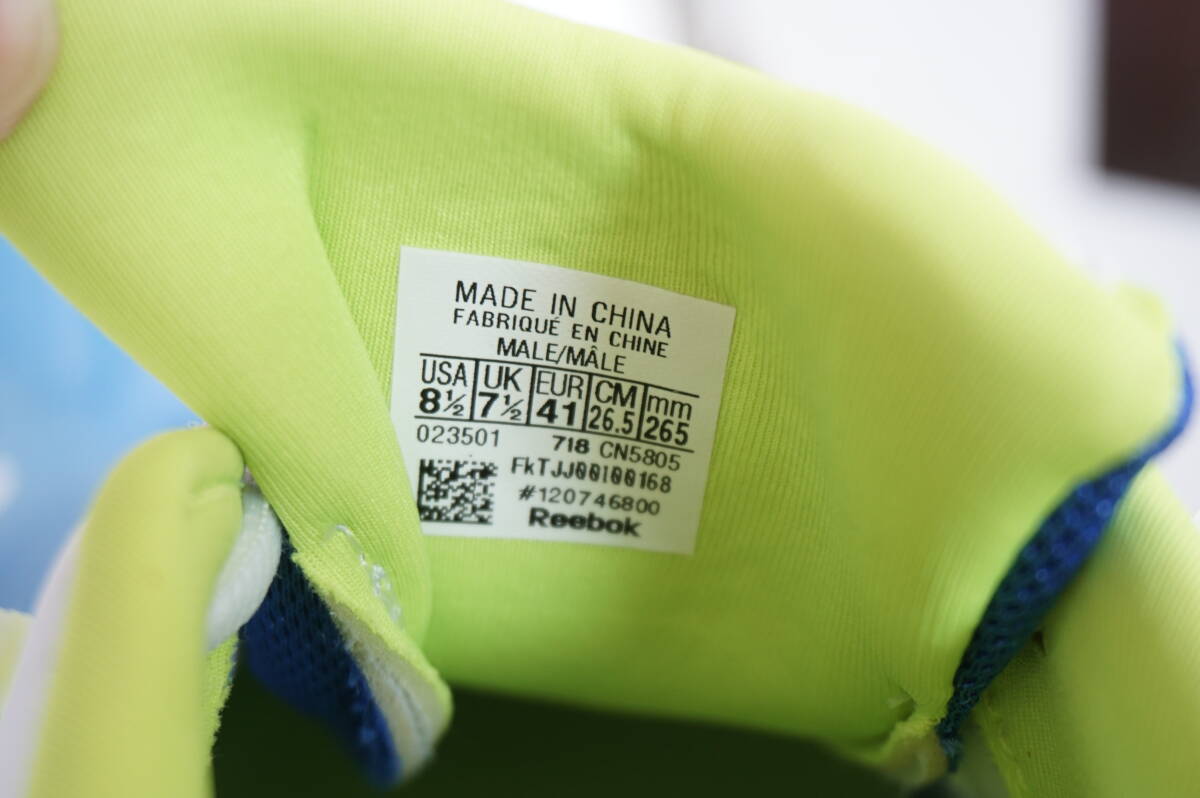 MADE IN CHINA
FABRIQUÉ EN CHINE
MALE/MÂLE
USA UK EUR CM mm
8½ 7½ 41 26.5 265
023501 718 CN5805
FkTJJ00100168
#120746800
Reebok